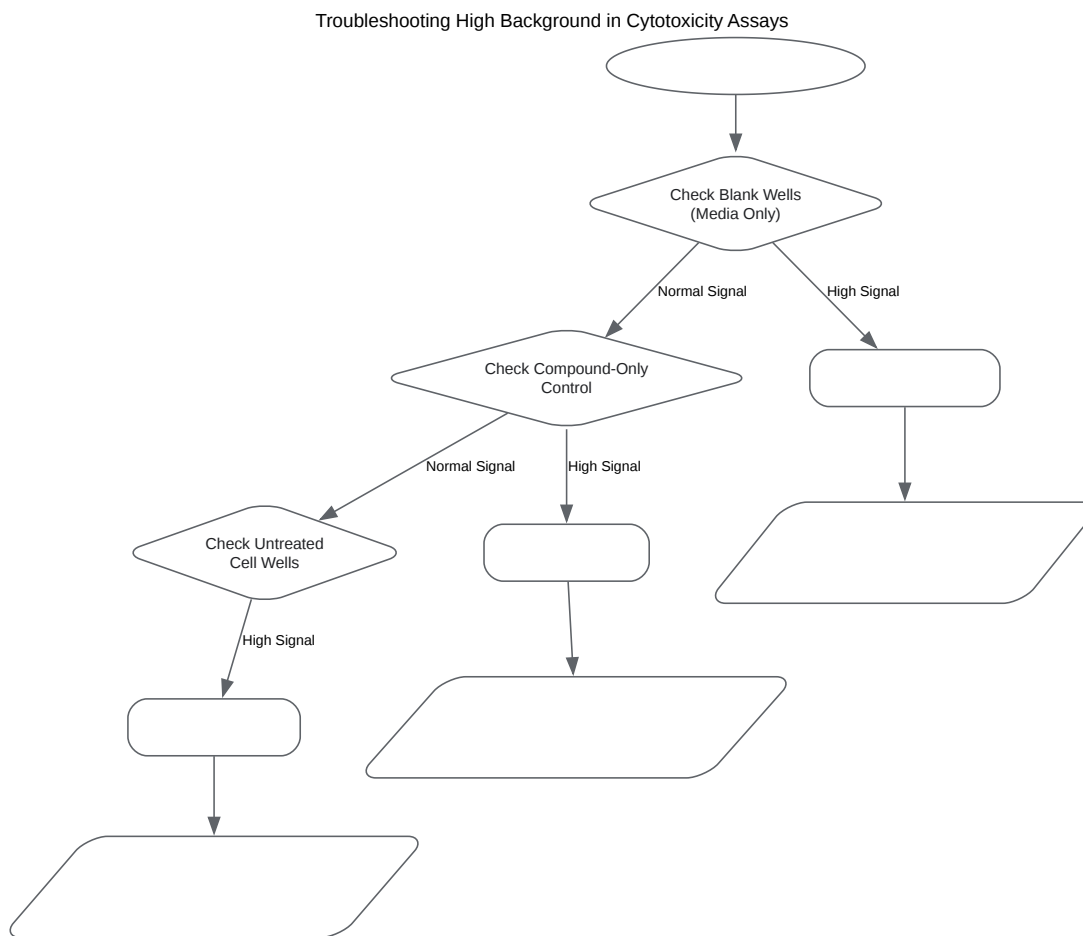 Troubleshooting High Background in Cytotoxicity Assays
Check Blank Wells
(Media Only)
Normal Signal
High Signal
Check Compound-Only
Control
Normal Signal
High Signal
Check Untreated
Cell Wells
High Signal